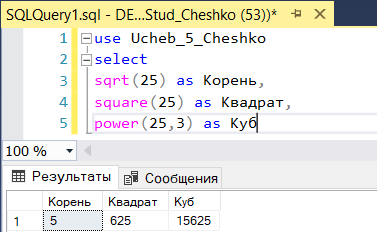 SQLQuery1.sql - DE...Stud_Cheshko (53))*
1 use Ucheb_5_Cheshko
2 select
3 sqrt(25) as Корень,
4 square(25) as Квадрат,
5 power(25,3) as Куб
100 %
Результаты Сообщения
Корень Квадрат Куб
1 5 625 15625